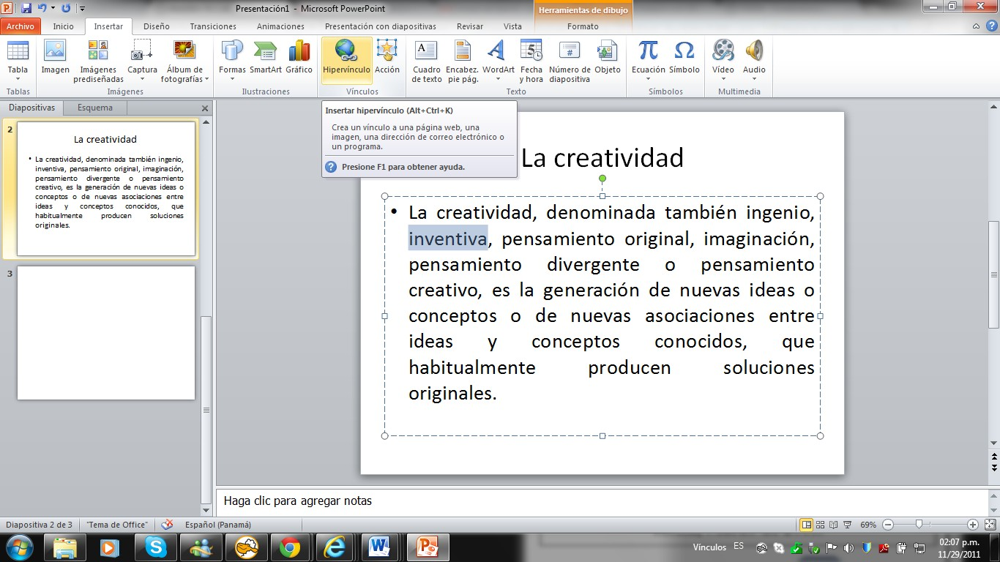 Presentación1 - Microsoft PowerPoint
Herramientas de dibujo
Archivo Inicio Insertar Diseño Transiciones Animaciones Presentación con diapositivas Revisar Vista Formato
Tabla Imagen Imágenes prediseñadas Captura Álbum de fotografías Formas SmartArt Gráfico Hipervínculo Acción Cuadro de texto Encabez. pie pág. WordArt Fecha y hora Número de diapositiva Objeto Ecuación Símbolo Vídeo Audio
Tablas Imágenes Ilustraciones Vínculos Texto Símbolos Multimedia
Diapositivas Esquema
Insertar hipervínculo (Alt+Ctrl+K)
Crea un vínculo a una página web, una
imagen, una dirección de correo electrónico o
un programa.
Presione F1 para obtener ayuda.
2
La creatividad
• La creatividad, denominada también ingenio,
inventiva, pensamiento original, imaginación,
pensamiento divergente o pensamiento
creativo, es la generación de nuevas ideas o
conceptos o de nuevas asociaciones entre
ideas y conceptos conocidos, que
habitualmente producen soluciones
originales.
3
La creatividad
• La creatividad, denominada también ingenio,
inventiva, pensamiento original, imaginación,
pensamiento divergente o pensamiento
creativo, es la generación de nuevas ideas o
conceptos o de nuevas asociaciones entre
ideas y conceptos conocidos, que
habitualmente producen soluciones
originales.
Haga clic para agregar notas
Diapositiva 2 de 3 "Tema de Office" Español (Panamá) 69%
Vínculos ES 02:07 p.m.
11/29/2011